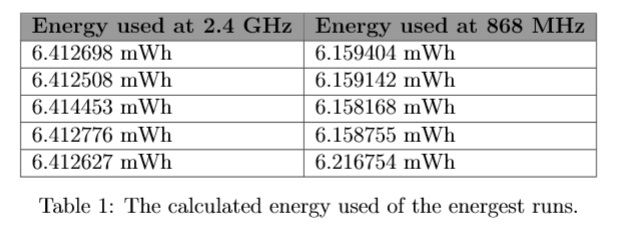 Energy used at 2.4 GHz Energy used at 868 MHz
6.412698 mWh 6.159404 mWh
6.412508 mWh 6.159142 mWh
6.414453 mWh 6.158168 mWh
6.412776 mWh 6.158755 mWh
6.412627 mWh 6.216754 mWh
Table 1: The calculated energy used of the energest runs.